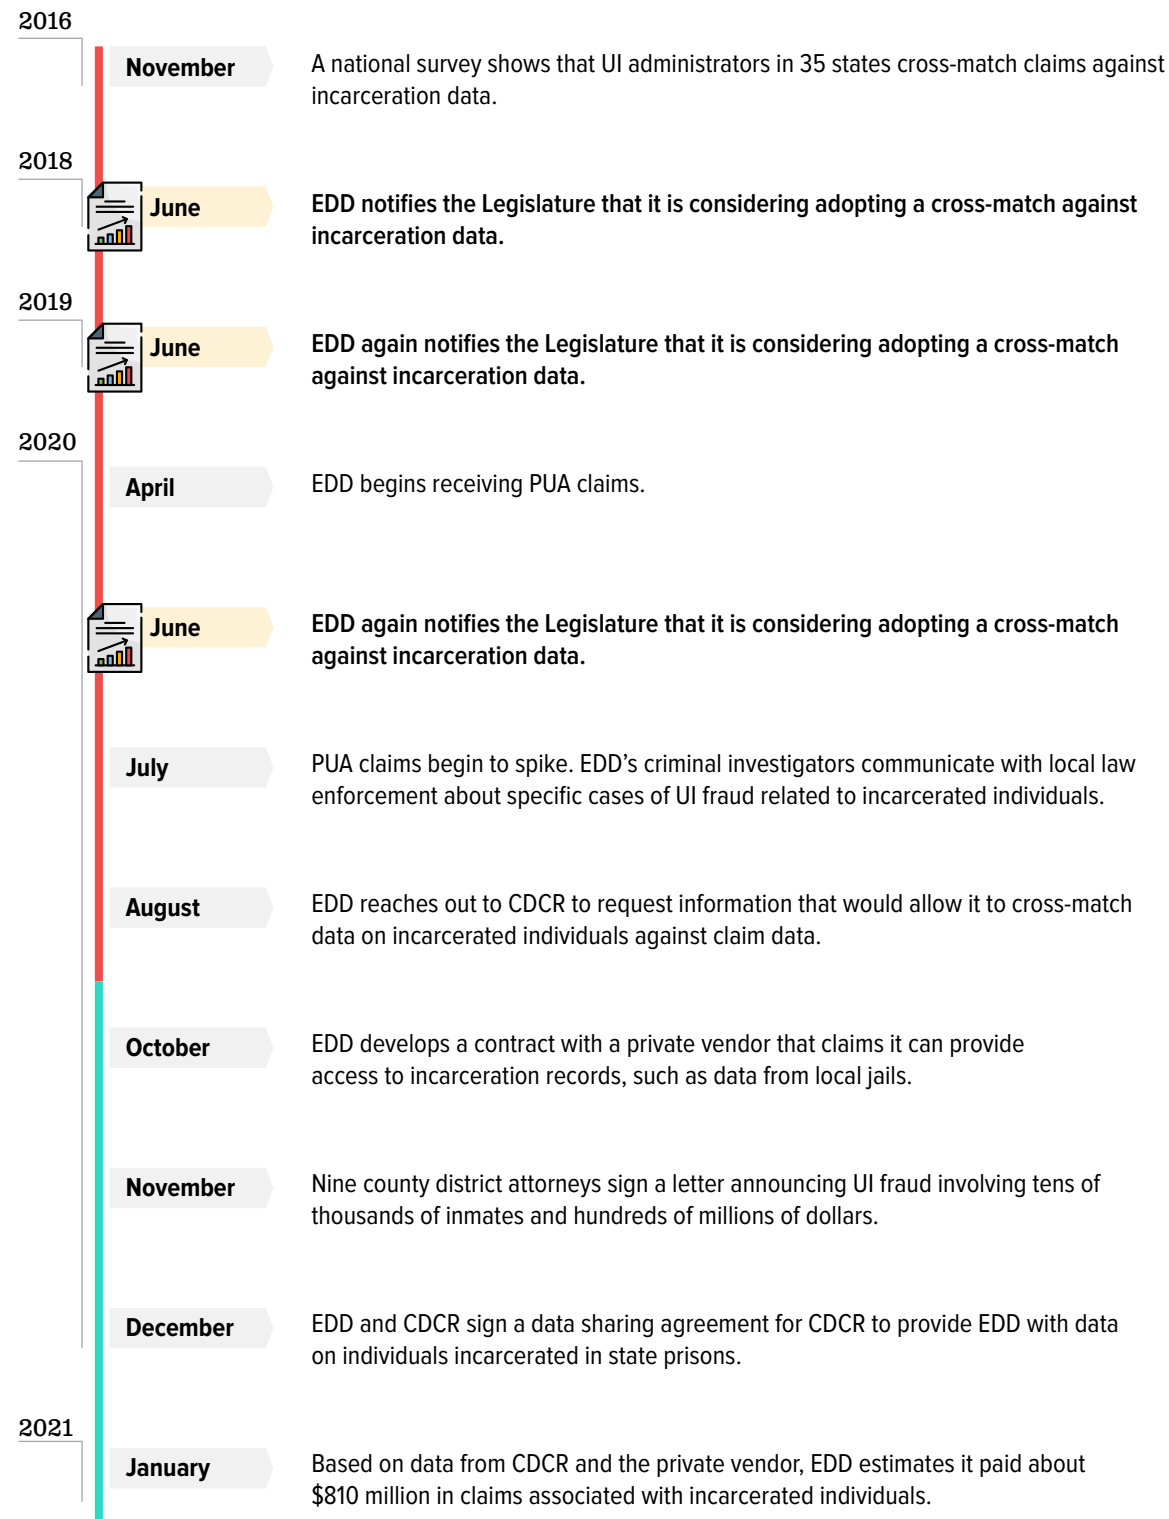 2016
November
A national survey shows that UI administrators in 35 states cross-match claims against
incarceration data.
2018
June
EDD notifies the Legislature that it is considering adopting a cross-match against
incarceration data.
2019
June
EDD again notifies the Legislature that it is considering adopting a cross-match
against incarceration data.
2020
April
EDD begins receiving PUA claims.
June
EDD again notifies the Legislature that it is considering adopting a cross-match
against incarceration data.
July
PUA claims begin to spike. EDD’s criminal investigators communicate with local law
enforcement about specific cases of UI fraud related to incarcerated individuals.
August
EDD reaches out to CDCR to request information that would allow it to cross-match
data on incarcerated individuals against claim data.
October
EDD develops a contract with a private vendor that claims it can provide
access to incarceration records, such as data from local jails.
November
Nine county district attorneys sign a letter announcing UI fraud involving tens of
thousands of inmates and hundreds of millions of dollars.
December
EDD and CDCR sign a data sharing agreement for CDCR to provide EDD with data
on individuals incarcerated in state prisons.
2021
January
Based on data from CDCR and the private vendor, EDD estimates it paid about
$810 million in claims associated with incarcerated individuals.